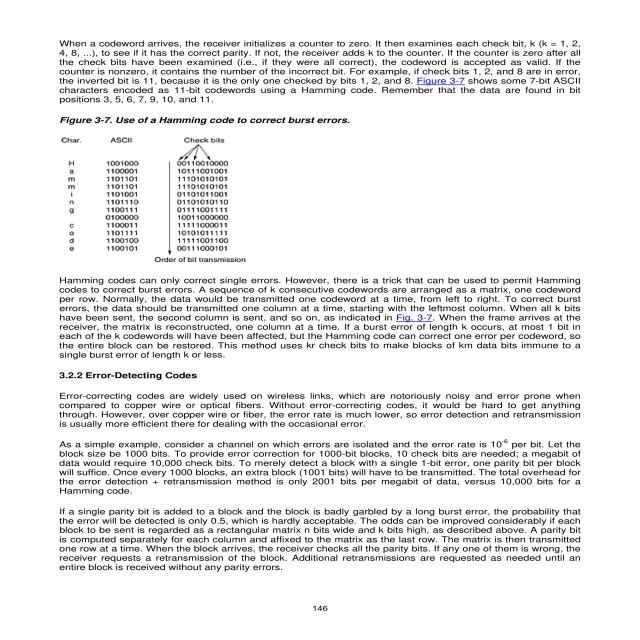 When a codeword arrives, the receiver initializes a counter to zero. It then examines each check bit, k (k = 1, 2,
4, 8, ...), to see if it has the correct parity. If not, the receiver adds k to the counter. If the counter is zero after all
the check bits have been examined (i.e., if they were all correct), the codeword is accepted as valid. If the
counter is nonzero, it contains the number of the incorrect bit. For example, if check bits 1, 2, and 8 are in error,
the inverted bit is 11, because it is the only one checked by bits 1, 2, and 8. Figure 3-7 shows some 7-bit ASCII
characters encoded as 11-bit codewords using a Hamming code. Remember that the data are found in bit
positions 3, 5, 6, 7, 9, 10, and 11.
Figure 3-7. Use of a Hamming code to correct burst errors.
Char. ASCII Check bits
H 1001000 00110010000
a 1100001 10111001001
m 1101101 11101010101
m 1101101 11101010101
i 1101001 01101011001
n 1101110 01101010110
g 1100111 01111001111
0100000 10011000000
c 1100011 11111000011
o 1101111 10101011111
d 1100100 11111001100
e 1100101 00111000101
Order of bit transmission
Hamming codes can only correct single errors. However, there is a trick that can be used to permit Hamming
codes to correct burst errors. A sequence of k consecutive codewords are arranged as a matrix, one codeword
per row. Normally, the data would be transmitted one codeword at a time, from left to right. To correct burst
errors, the data should be transmitted one column at a time, starting with the leftmost column. When all k bits
have been sent, the second column is sent, and so on, as indicated in Fig. 3-7. When the frame arrives at the
receiver, the matrix is reconstructed, one column at a time. If a burst error of length k occurs, at most 1 bit in
each of the k codewords will have been affected, but the Hamming code can correct one error per codeword, so
the entire block can be restored. This method uses kr check bits to make blocks of km data bits immune to a
single burst error of length k or less.
3.2.2 Error-Detecting Codes
Error-correcting codes are widely used on wireless links, which are notoriously noisy and error prone when
compared to copper wire or optical fibers. Without error-correcting codes, it would be hard to get anything
through. However, over copper wire or fiber, the error rate is much lower, so error detection and retransmission
is usually more efficient there for dealing with the occasional error.
As a simple example, consider a channel on which errors are isolated and the error rate is 10⁻⁶ per bit. Let the
block size be 1000 bits. To provide error correction for 1000-bit blocks, 10 check bits are needed; a megabit of
data would require 10,000 check bits. To merely detect a block with a single 1-bit error, one parity bit per block
will suffice. Once every 1000 blocks, an extra block (1001 bits) will have to be transmitted. The total overhead for
the error detection + retransmission method is only 2001 bits per megabit of data, versus 10,000 bits for a
Hamming code.
If a single parity bit is added to a block and the block is badly garbled by a long burst error, the probability that
the error will be detected is only 0.5, which is hardly acceptable. The odds can be improved considerably if each
block to be sent is regarded as a rectangular matrix n bits wide and k bits high, as described above. A parity bit
is computed separately for each column and affixed to the matrix as the last row. The matrix is then transmitted
one row at a time. When the block arrives, the receiver checks all the parity bits. If any one of them is wrong, the
receiver requests a retransmission of the block. Additional retransmissions are requested as needed until an
entire block is received without any parity errors.
146